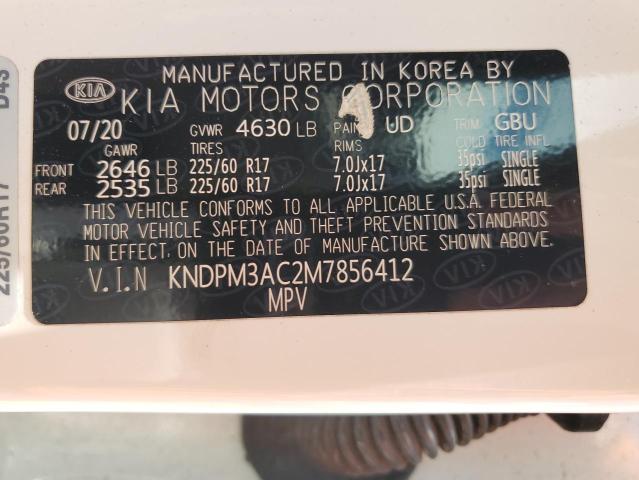 MANUFACTURED IN KOREA BY
KIA KIA MOTORS CORPORATION
07/20 GVWR 4630 LB PAINT UD TRIM GBU
GAWR TIRES RIMS COLD TIRE INFL
FRONT 2646 LB 225/60 R17 7.0Jx17 35psi SINGLE
REAR 2535 LB 225/60 R17 7.0Jx17 35psi SINGLE
THIS VEHICLE CONFORMS TO ALL APPLICABLE U.S.A. FEDERAL
MOTOR VEHICLE SAFETY AND THEFT PREVENTION STANDARDS
IN EFFECT. ON THE DATE OF MANUFACTURE SHOWN ABOVE.
V.I.N KNDPM3AC2M7856412
MPV
225/60R17